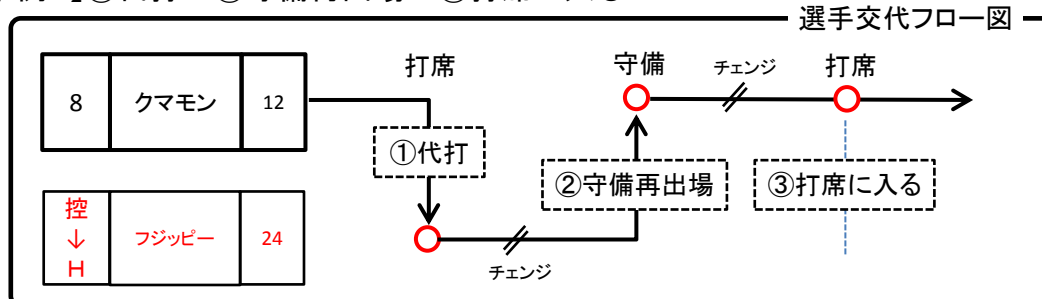 選手交代フロー図
打席
守備
チェンジ
打席
8
クマモン
12
①代打
②守備再出場
③打席に入る
控
↓
H
フジッピー
24
チェンジ